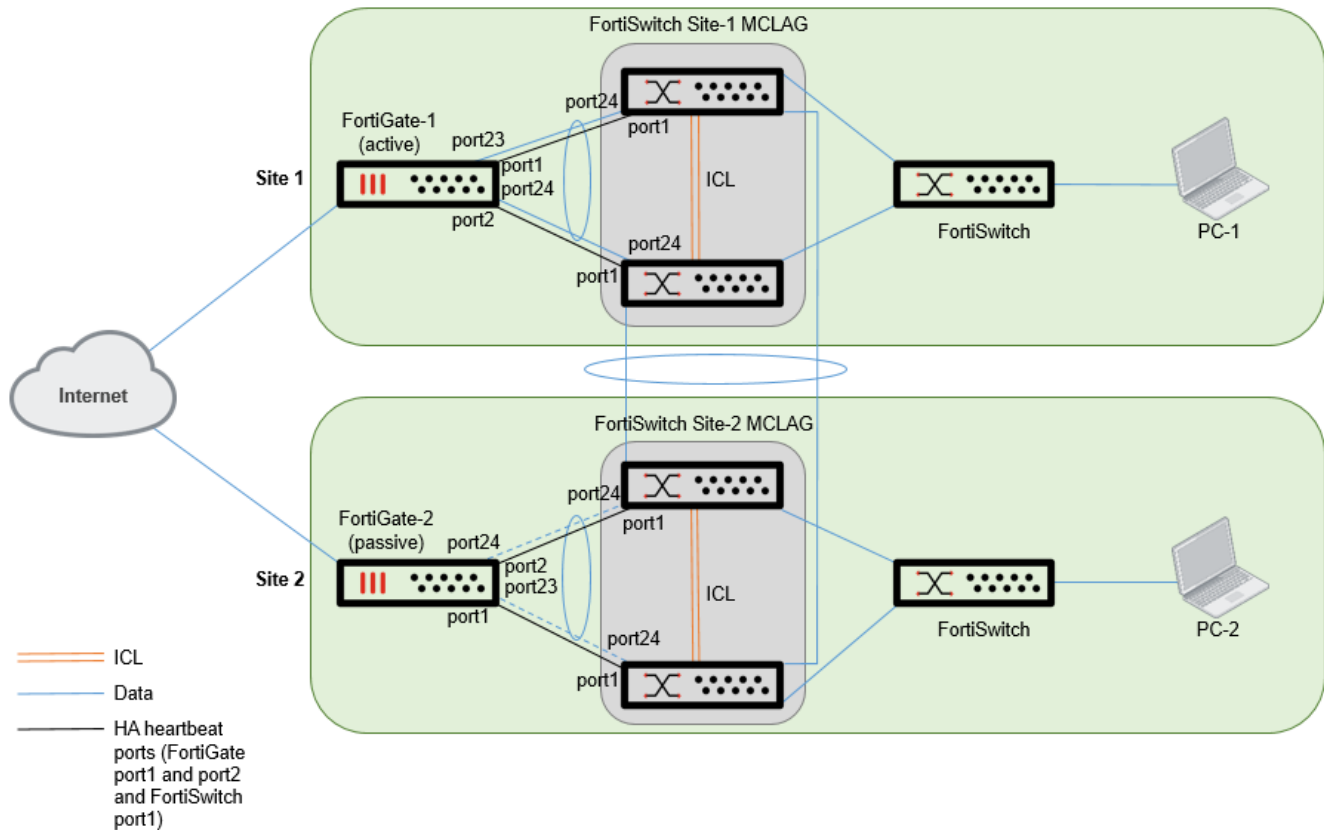 FortiSwitch Site-1 MCLAG
port24
FortiGate-1
(active)
port23
port1
port1
Site 1
port24
ICL
port2
FortiSwitch
PC-1
port24
port1
Internet
FortiSwitch Site-2 MCLAG
port24
FortiGate-2
(passive)
port1
port24
port2
Site 2
port23
ICL
port1
FortiSwitch
PC-2
port24
port1
ICL
Data
HA heartbeat
ports (FortiGate
port1 and port2
and FortiSwitch
port1)